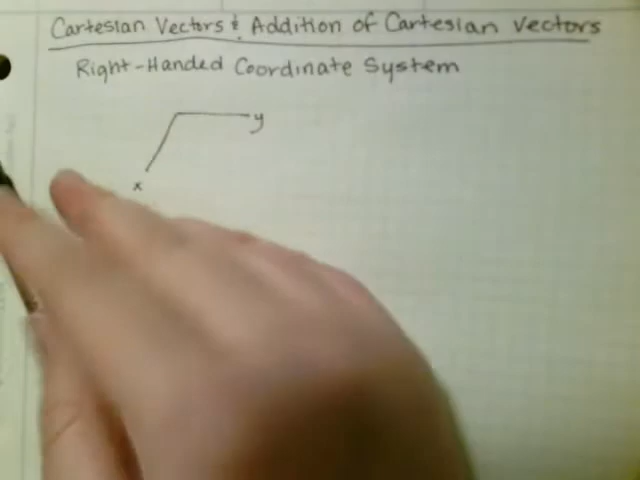 Cartesian Vectors & Addition of Cartesian Vectors
Right-Handed Coordinate System
y
x